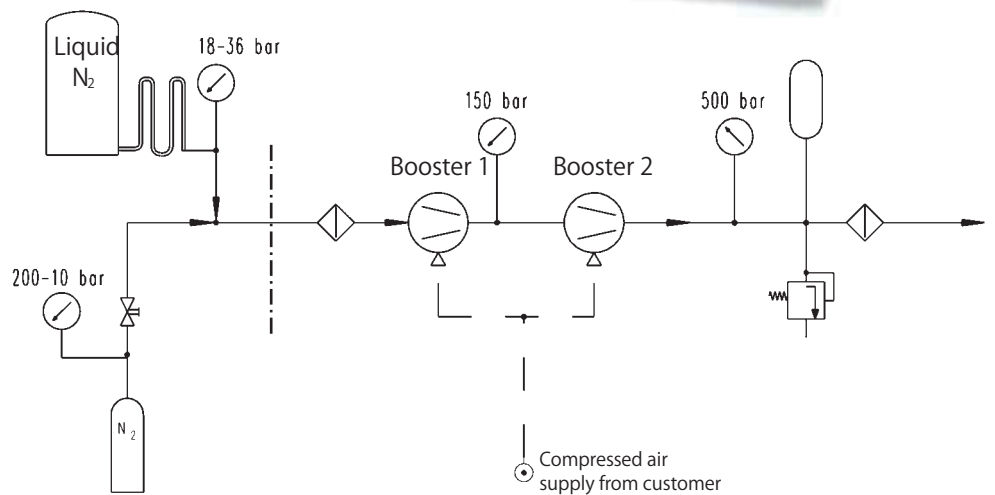 Liquid
N2
18-36 bar
150 bar
500 bar
Booster 1
Booster 2
200-10 bar
N 2
Compressed air
supply from customer